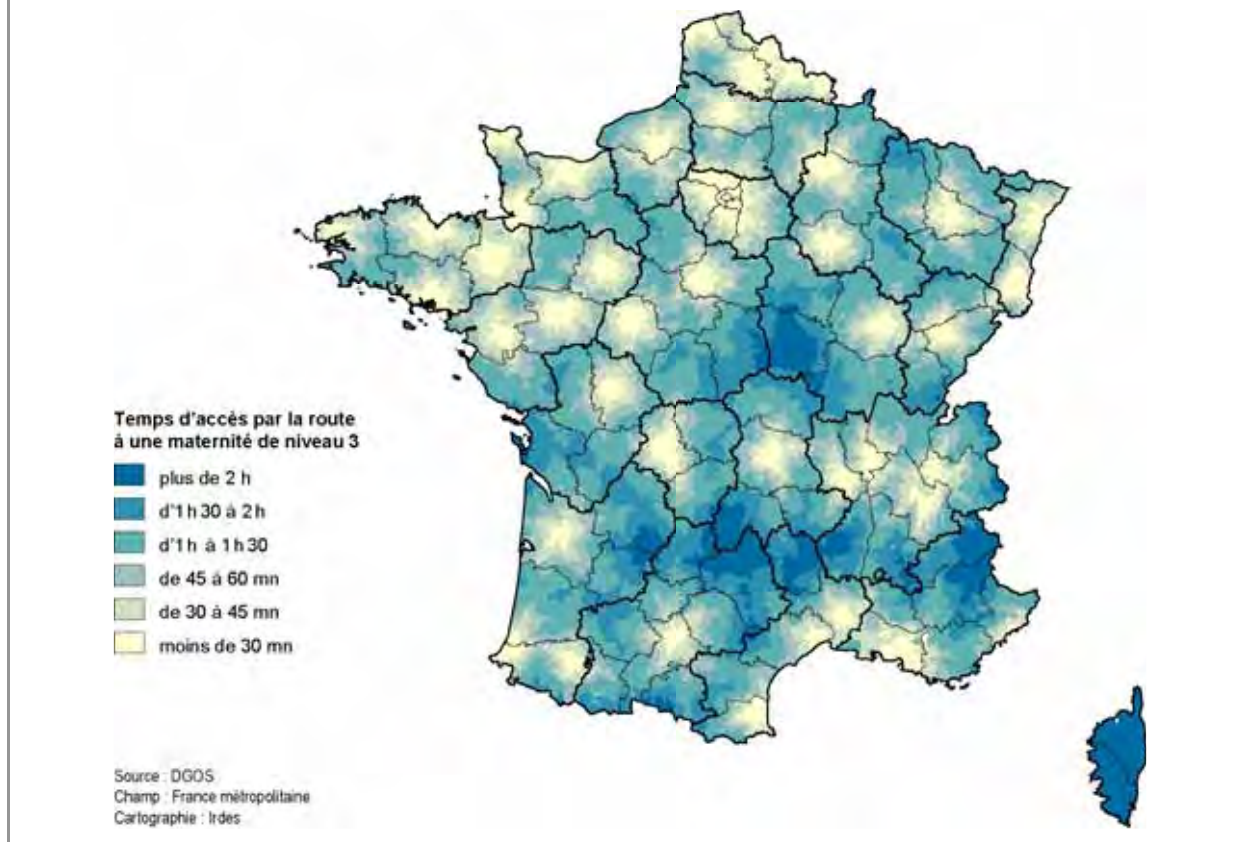 Temps d'accès par la route
à une maternité de niveau 3
plus de 2 h
d'1 h 30 à 2 h
d'1 h à 1 h 30
de 45 à 60 mn
de 30 à 45 mn
moins de 30 mn
Source : DGOS
Champ : France métropolitaine
Cartographie : Irdes